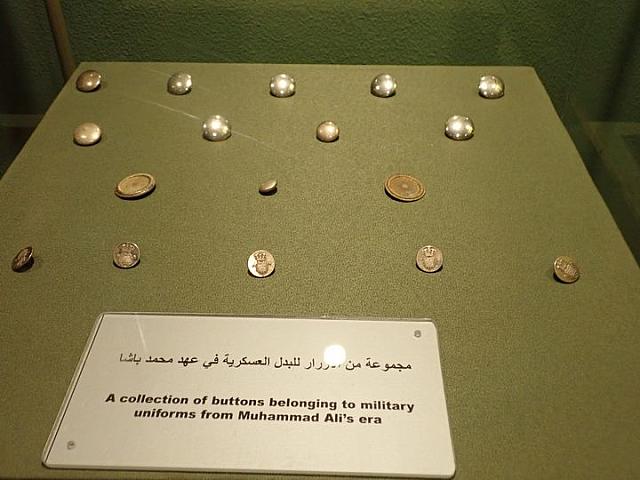 مجموعة من للبدل العسكرية في عهد محمد باشا
A collection of buttons belonging to military
uniforms from Muhammad Ali's era